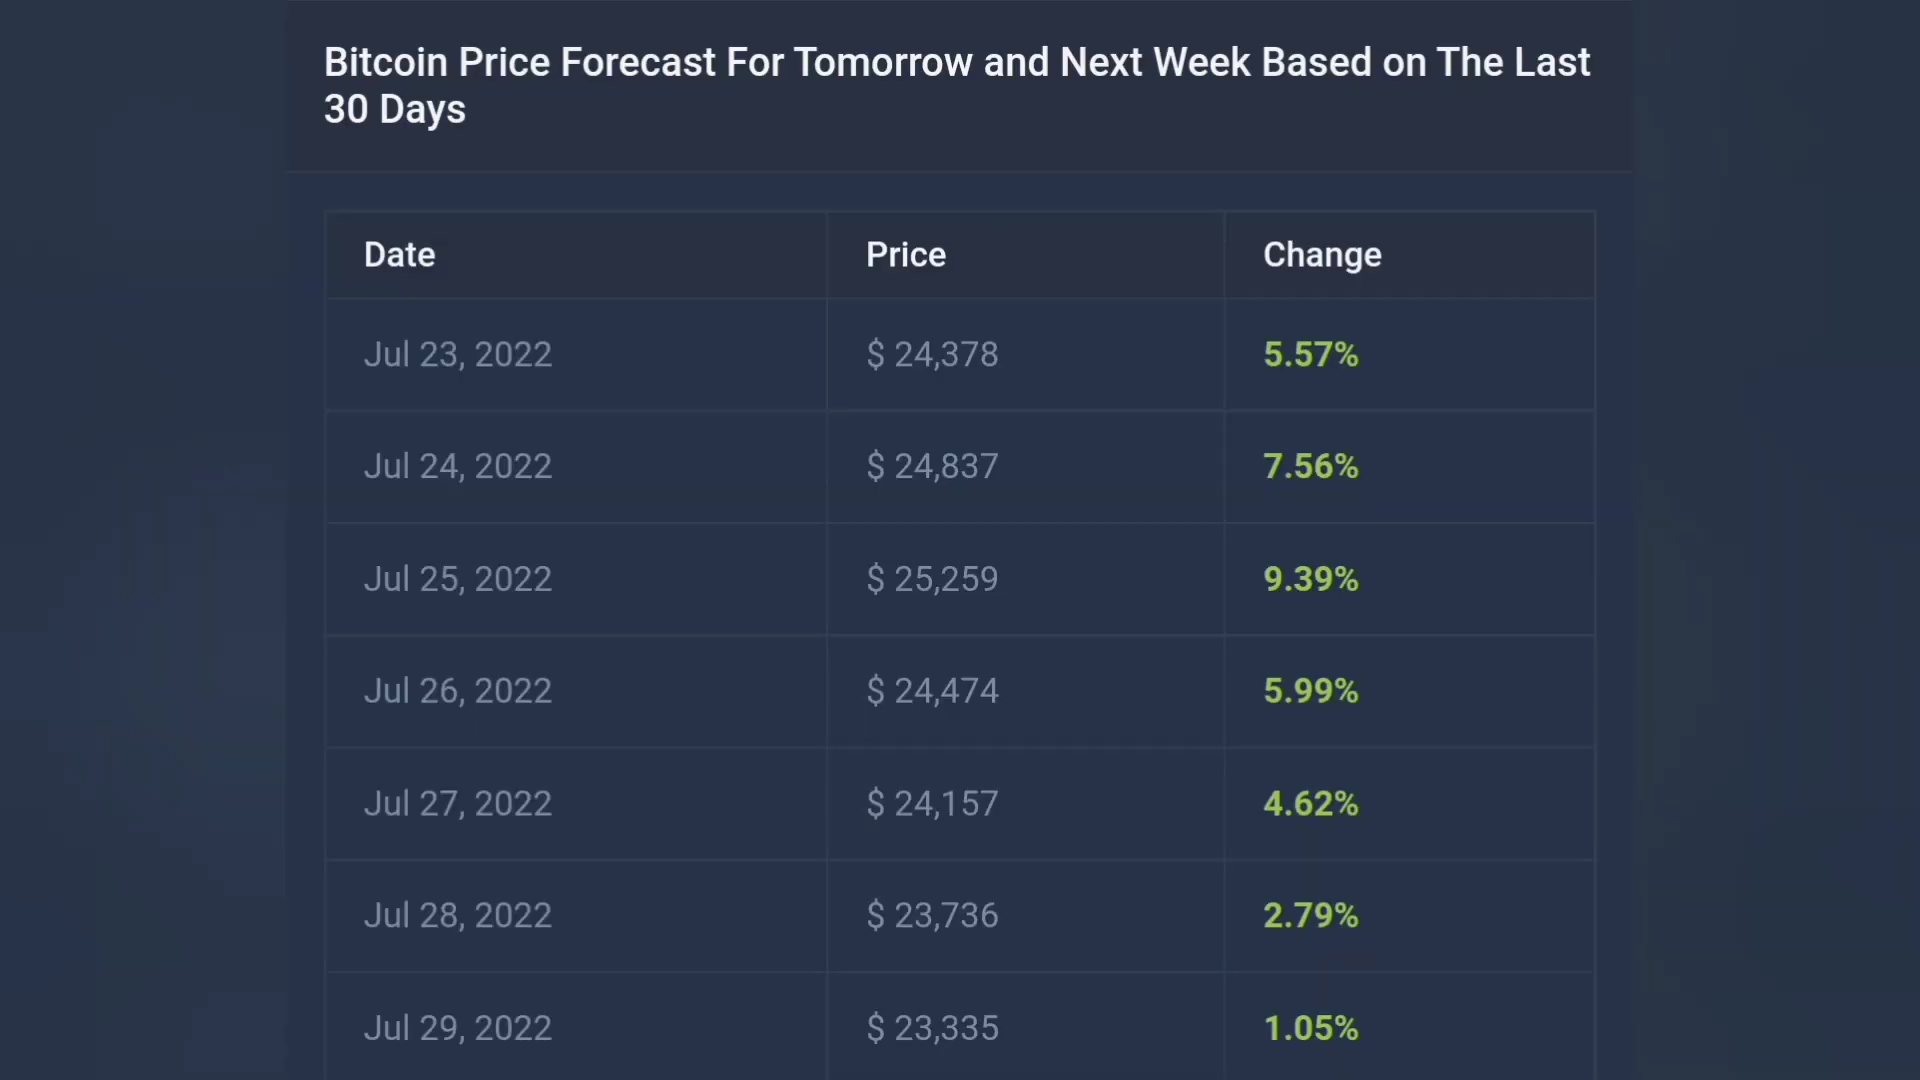 Bitcoin Price Forecast For Tomorrow and Next Week Based on The Last
30 Days
Date Price Change
Jul 23, 2022 $ 24,378 5.57%
Jul 24, 2022 $ 24,837 7.56%
Jul 25, 2022 $ 25,259 9.39%
Jul 26, 2022 $ 24,474 5.99%
Jul 27, 2022 $ 24,157 4.62%
Jul 28, 2022 $ 23,736 2.79%
Jul 29, 2022 $ 23,335 1.05%